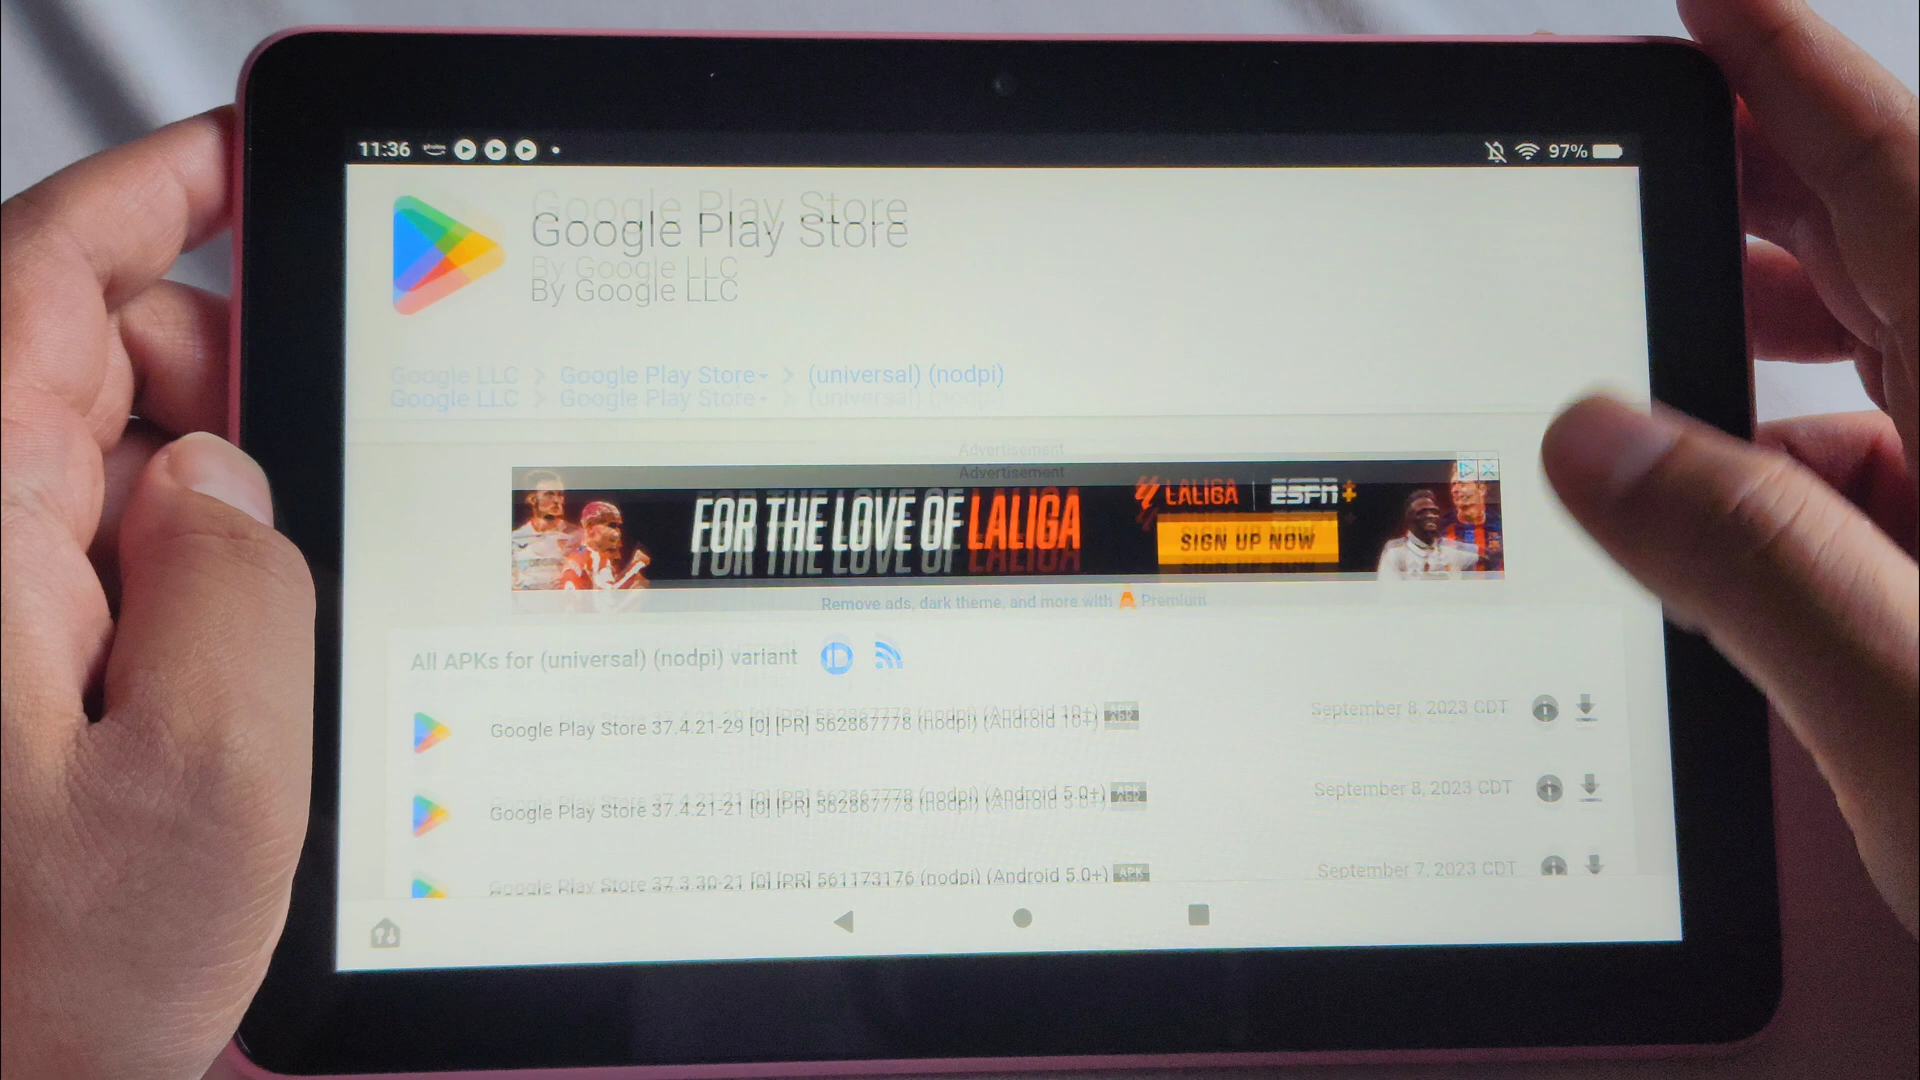 11:36
97%
Google Play Store
By Google LLC
Google LLC > Google Play Store > (universal) (nodpi)
Advertisement
FOR THE LOVE OF LALIGA
LALIGA | ESPN+
SIGN UP NOW
Remove ads, dark theme, and more with Premium
All APKs for (universal) (nodpi) variant
Google Play Store 37.4.21-29 [0] [PR] 562867778 (nodpi) (Android 10+) APK September 8, 2023 CDT
Google Play Store 37.4.21-21 [0] [PR] 562867778 (nodpi) (Android 5.0+) APK September 8, 2023 CDT
Google Play Store 37.3.30-21 [0] [PR] 561173176 (nodpi) (Android 5.0+) APK September 7, 2023 CDT